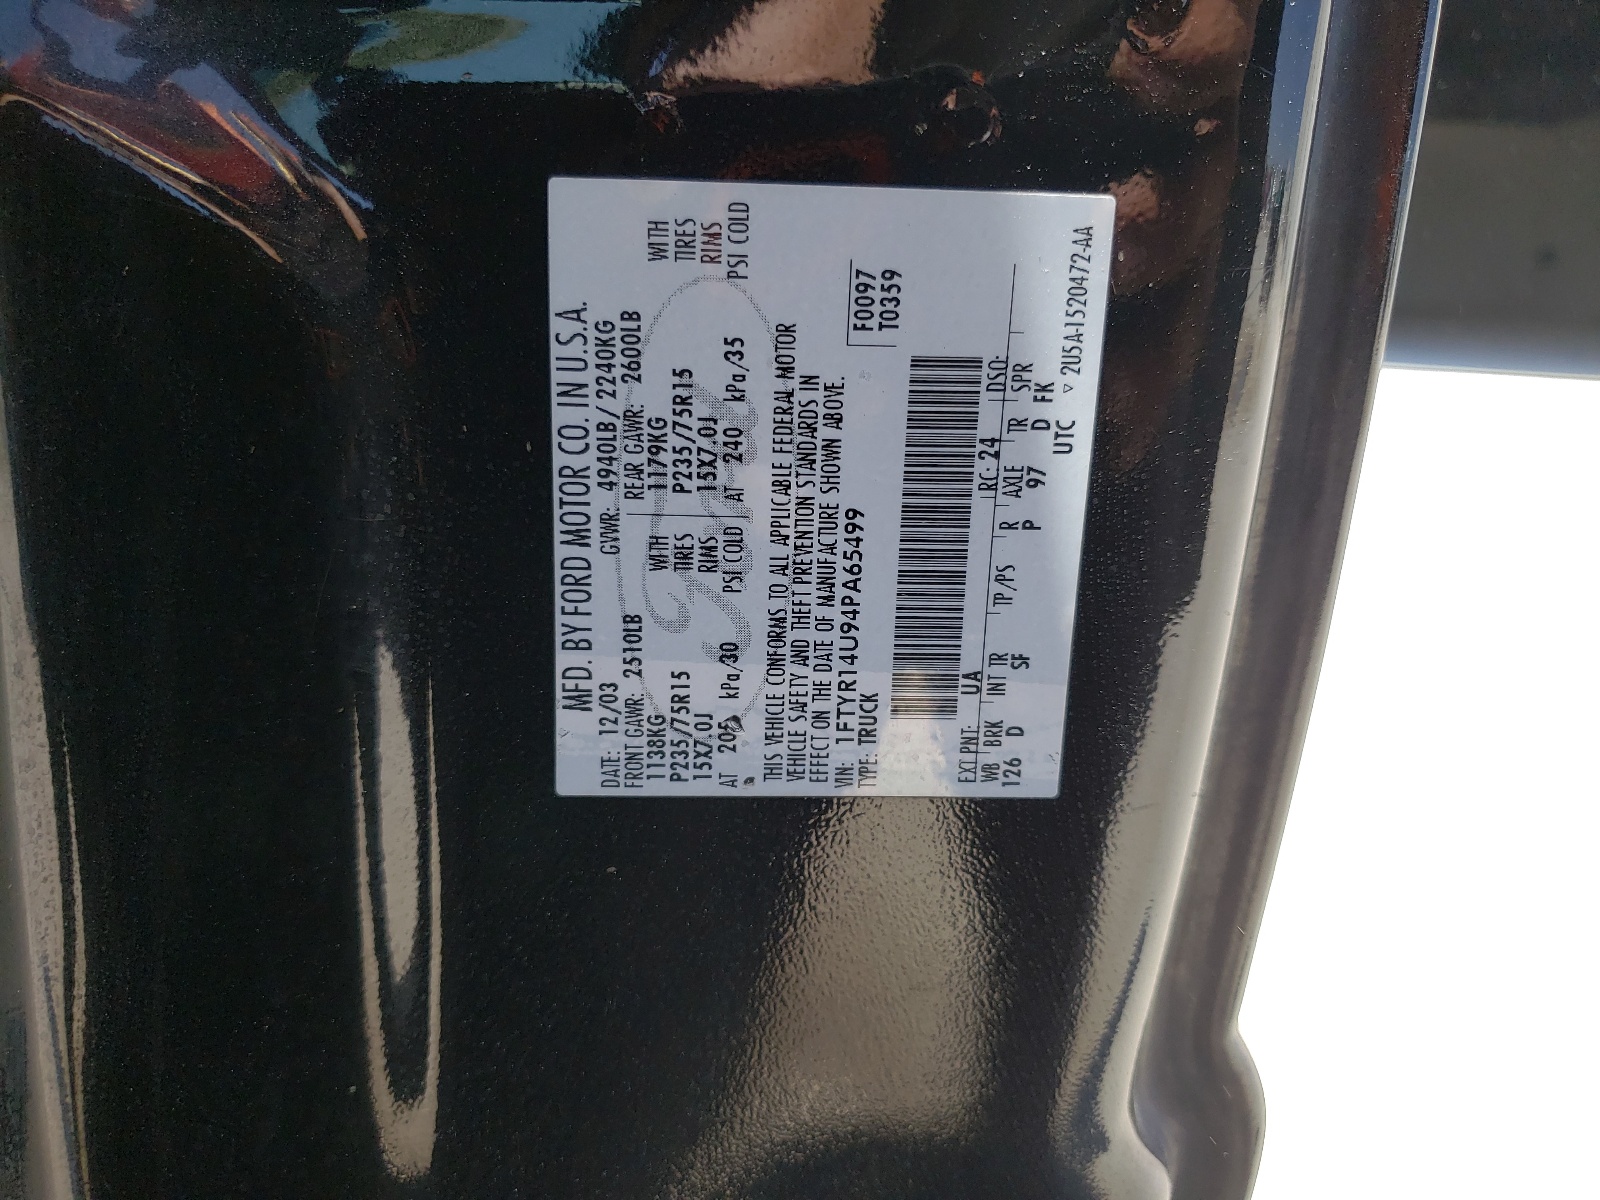 MFD. BY FORD MOTOR CO. IN U.S.A.
DATE: 12/03 GVWR: 4940LB/ 2240KG
FRONT GAWR: 2510LB REAR GAWR: 2600LB
1138KG WITH 1179KG WITH
P235/75R15 TIRES P235/75R15 TIRES
15X7.0J RIMS 15X7.0J RIMS
AT kPa/30 PSI COLD AT 240 kPa/35 PSI COLD
THIS VEHICLE CONFORMS TO ALL APPLICABLE FEDERAL MOTOR
VEHICLE SAFETY AND THEFT PREVENTION STANDARDS IN
EFFECT ON THE DATE OF MANUFACTURE SHOWN ABOVE.
VIN: 1FTYR14U94PA65499
TYPE: TRUCK
F0097
T0359
EXT PNT: UA RC: 24 DSO:
WB BRK INT TR TP/PS R AXLE TR SPR
126 D SF P 97 D FK
UTC ▽ 2U5A-1520472-AA